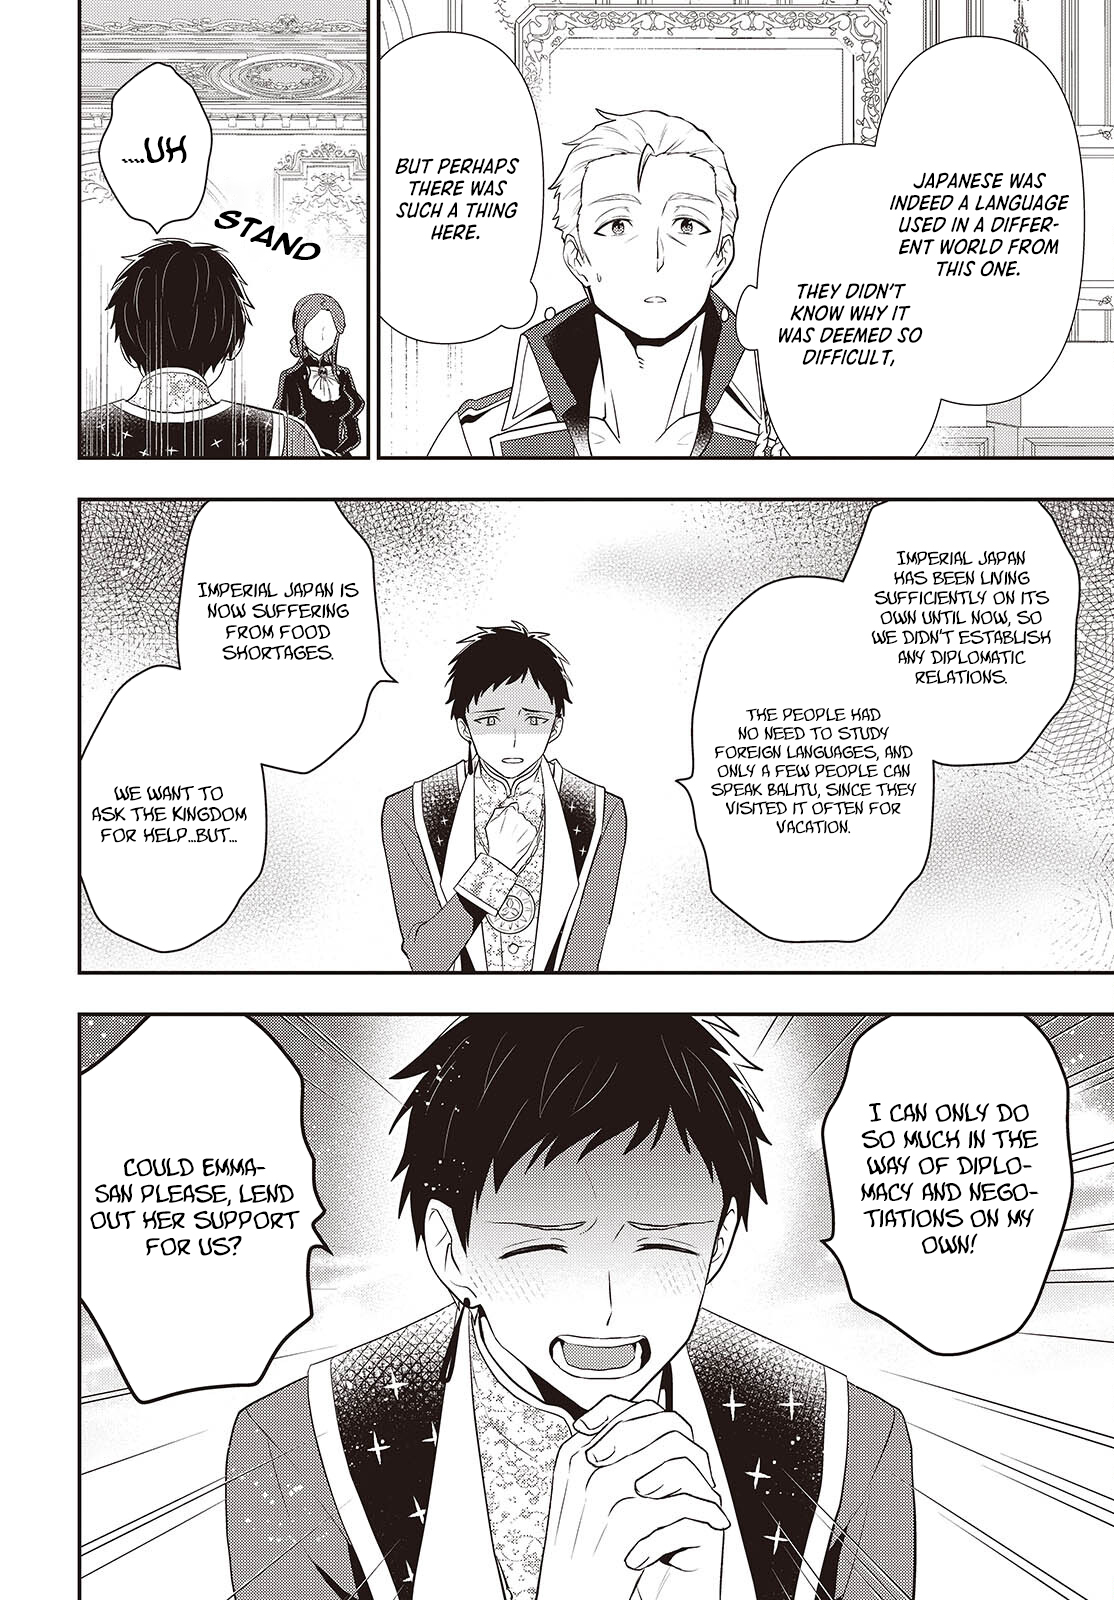 JAPANESE WAS
INDEED A LANGUAGE
USED IN A DIFFER-
ENT WORLD FROM
THIS ONE.
THEY DIDN'T
KNOW WHY IT
WAS DEEMED SO
DIFFICULT,
BUT PERHAPS
THERE WAS
SUCH A THING
HERE.
....UH
STAND
IMPERIAL JAPAN
HAS BEEN LIVING
SUFFICIENTLY ON ITS
OWN UNTIL NOW, SO
WE DIDN'T ESTABLISH
ANY DIPLOMATIC
RELATIONS.
THE PEOPLE HAD
NO NEED TO STUDY
FOREIGN LANGUAGES, AND
ONLY A FEW PEOPLE CAN
SPEAK BALITU, SINCE THEY
VISITED IT OFTEN FOR
VACATION.
IMPERIAL JAPAN IS
NOW SUFFERING
FROM FOOD
SHORTAGES.
WE WANT TO
ASK THE KINGDOM
FOR HELP...BUT...
I CAN ONLY DO
SO MUCH IN THE
WAY OF DIPLO-
MACY AND NEGO-
TIATIONS ON MY
OWN!
COULD EMMA-
SAN PLEASE, LEND
OUT HER SUPPORT
FOR US?